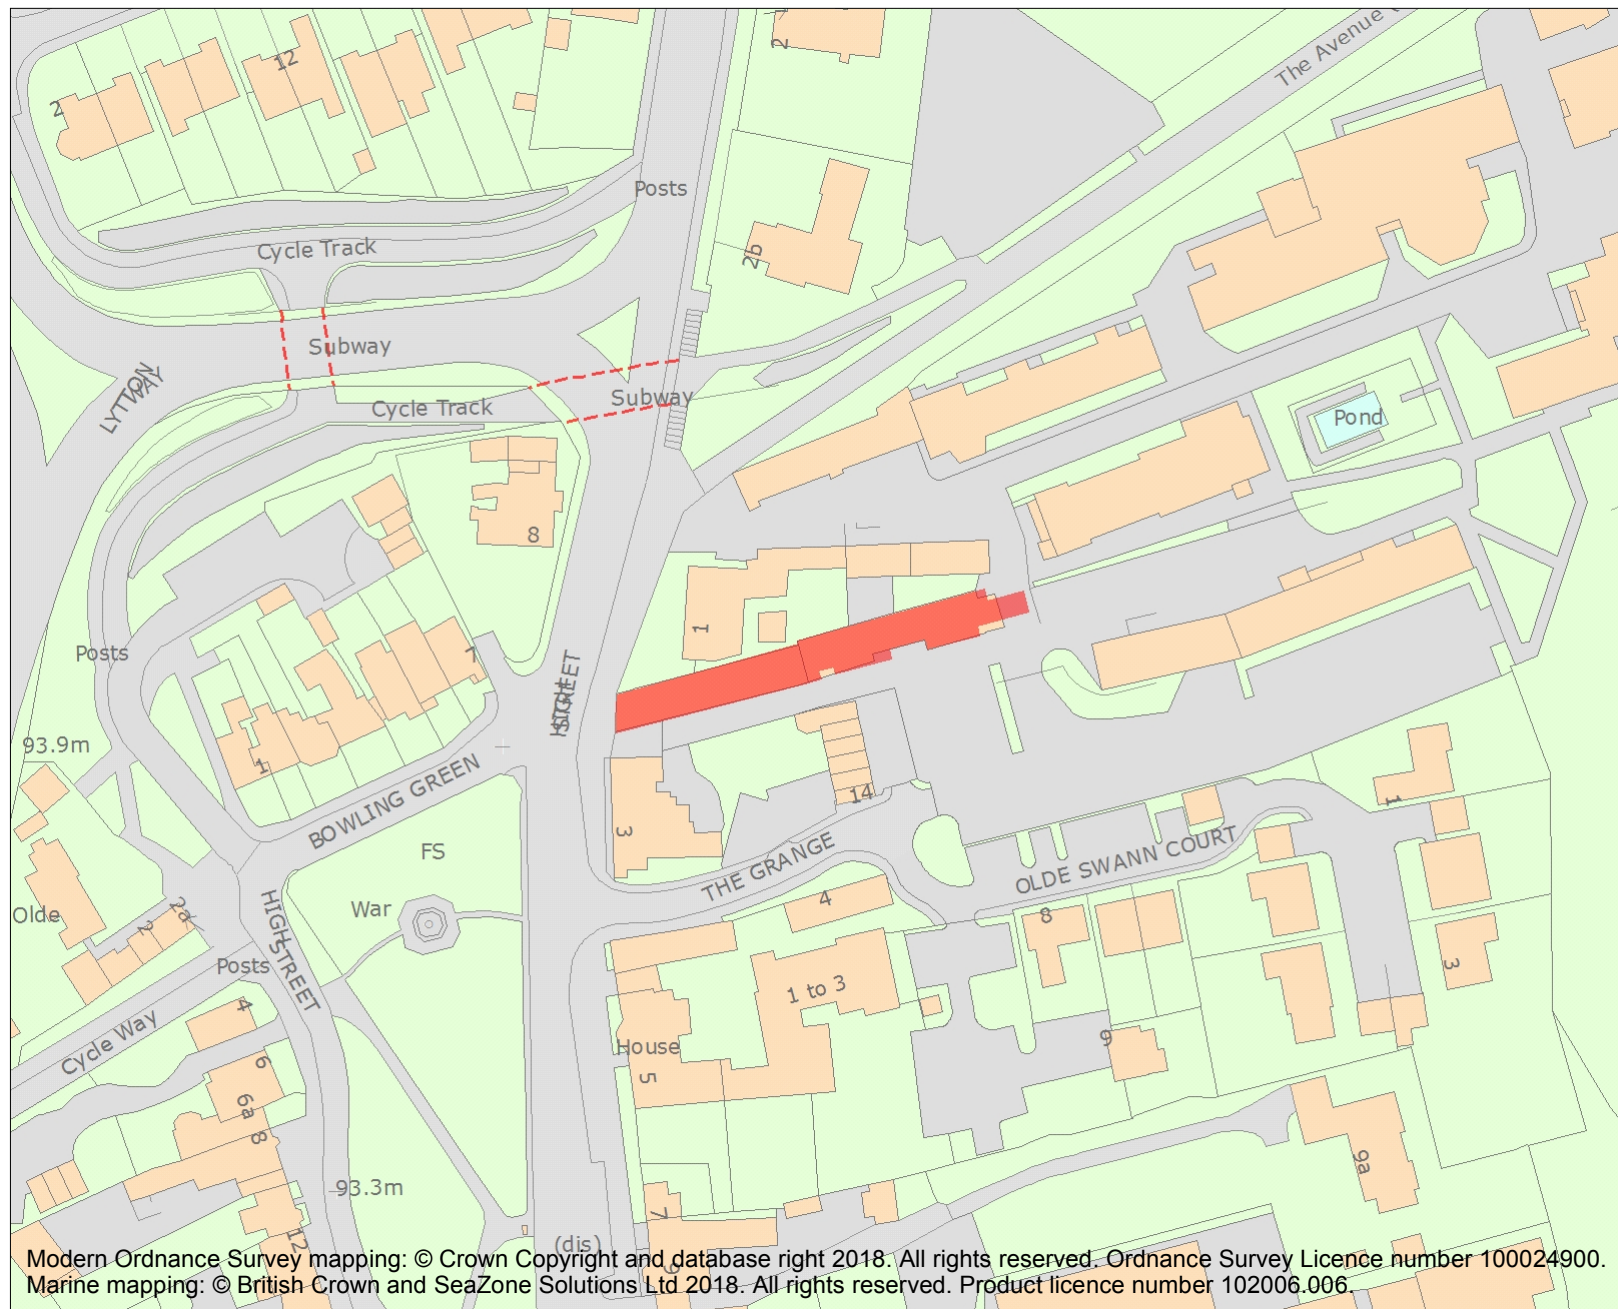 2
12
2
The Avenue
Posts
Cycle Track
2b
Subway
LYTTON
WAY
Cycle Track
Subway
Pond
8
1
7
Posts
HIGH
STREET
93.9m
1
BOWLING GREEN
3
14
1
FS
THE GRANGE
OLDE SWANN COURT
Olde
2a
2
War
HIGH STREET
4
8
3
Posts
1 to 3
4
Cycle Way
House
5
9
6
6a
8
9a
93.3m
7
12
(dis)
9
Modern Ordnance Survey mapping: © Crown Copyright and database right 2018. All rights reserved. Ordnance Survey Licence number 100024900.
Marine mapping: © British Crown and SeaZone Solutions Ltd 2018. All rights reserved. Product licence number 102006.006.